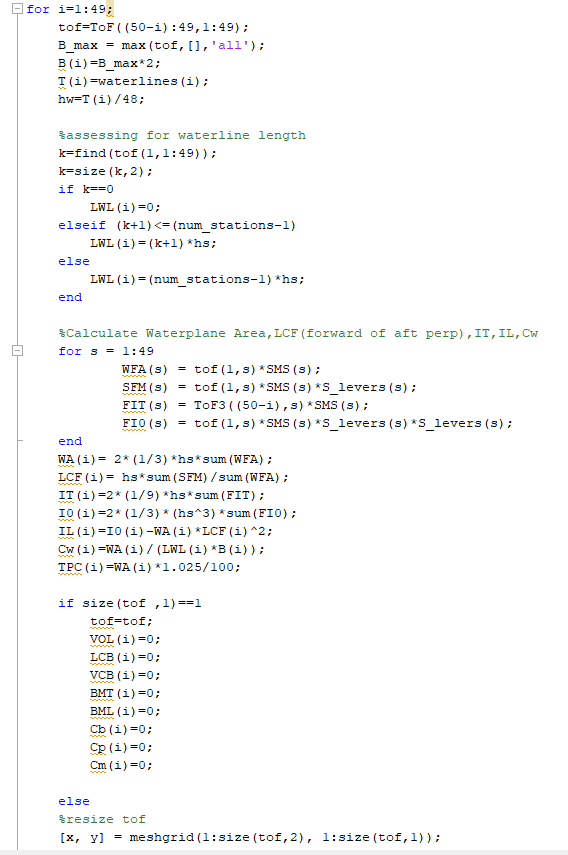 for i=1:49;
tof=ToF((50-i):49,1:49);
B_max = max(tof,[],'all');
B(i)=B_max*2;
T(i)=waterlines(i);
hw=T(i)/48;
%assessing for waterline length
k=find(tof(1,1:49));
k=size(k,2);
if k==0
LWL(i)=0;
elseif (k+1)<=(num_stations-1)
LWL(i)=(k+1)*hs;
else
LWL(i)=(num_stations-1)*hs;
end
%Calculate Waterplane Area,LCF(forward of aft perp),IT,IL,Cw
for s = 1:49
WFA(s) = tof(1,s)*SMS(s);
SFM(s) = tof(1,s)*SMS(s)*S_levers(s);
FIT(s) = ToF3((50-i),s)*SMS(s);
FI0(s) = tof(1,s)*SMS(s)*S_levers(s)*S_levers(s);
end
WA(i)= 2*(1/3)*hs*sum(WFA);
LCF(i)= hs*sum(SFM)/sum(WFA);
IT(i)=2*(1/9)*hs*sum(FIT);
I0(i)=2*(1/3)*(hs^3)*sum(FI0);
IL(i)=I0(i)-WA(i)*LCF(i)^2;
Cw(i)=WA(i)/(LWL(i)*B(i));
TPC(i)=WA(i)*1.025/100;
if size(tof ,1)==1
tof=tof;
VOL(i)=0;
LCB(i)=0;
VCB(i)=0;
BMT(i)=0;
BML(i)=0;
Cb(i)=0;
Cp(i)=0;
Cm(i)=0;
else
%resize tof
[x, y] = meshgrid(1:size(tof,2), 1:size(tof,1));